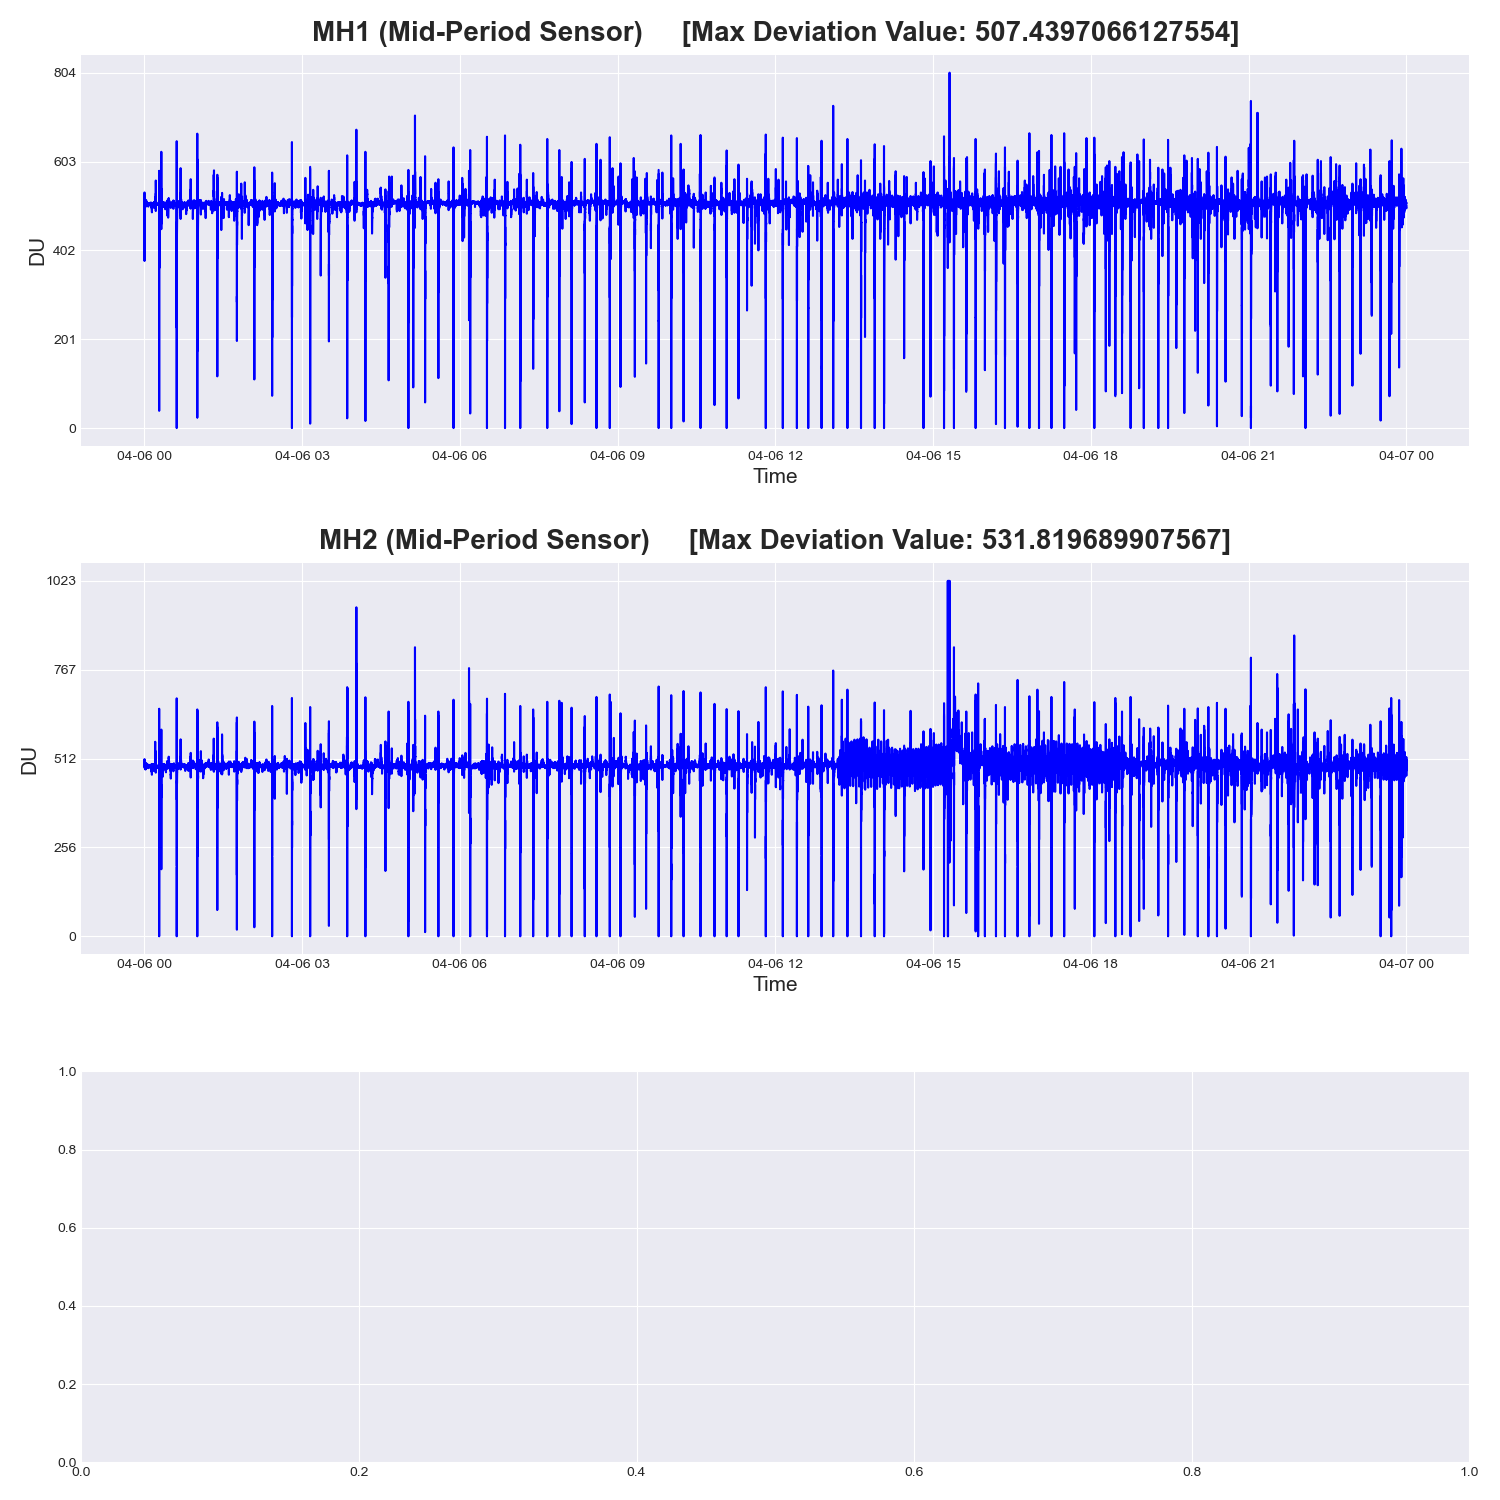 MH1 (Mid-Period Sensor) [Max Deviation Value: 507.4397066127554]
804
603
402
201
0
DU
04-06 00 04-06 03 04-06 06 04-06 09 04-06 12 04-06 15 04-06 18 04-06 21 04-07 00
Time
MH2 (Mid-Period Sensor) [Max Deviation Value: 531.819689907567]
1023
767
512
256
0
DU
04-06 00 04-06 03 04-06 06 04-06 09 04-06 12 04-06 15 04-06 18 04-06 21 04-07 00
Time
1.0
0.8
0.6
0.4
0.2
0.0
0.0 0.2 0.4 0.6 0.8 1.0